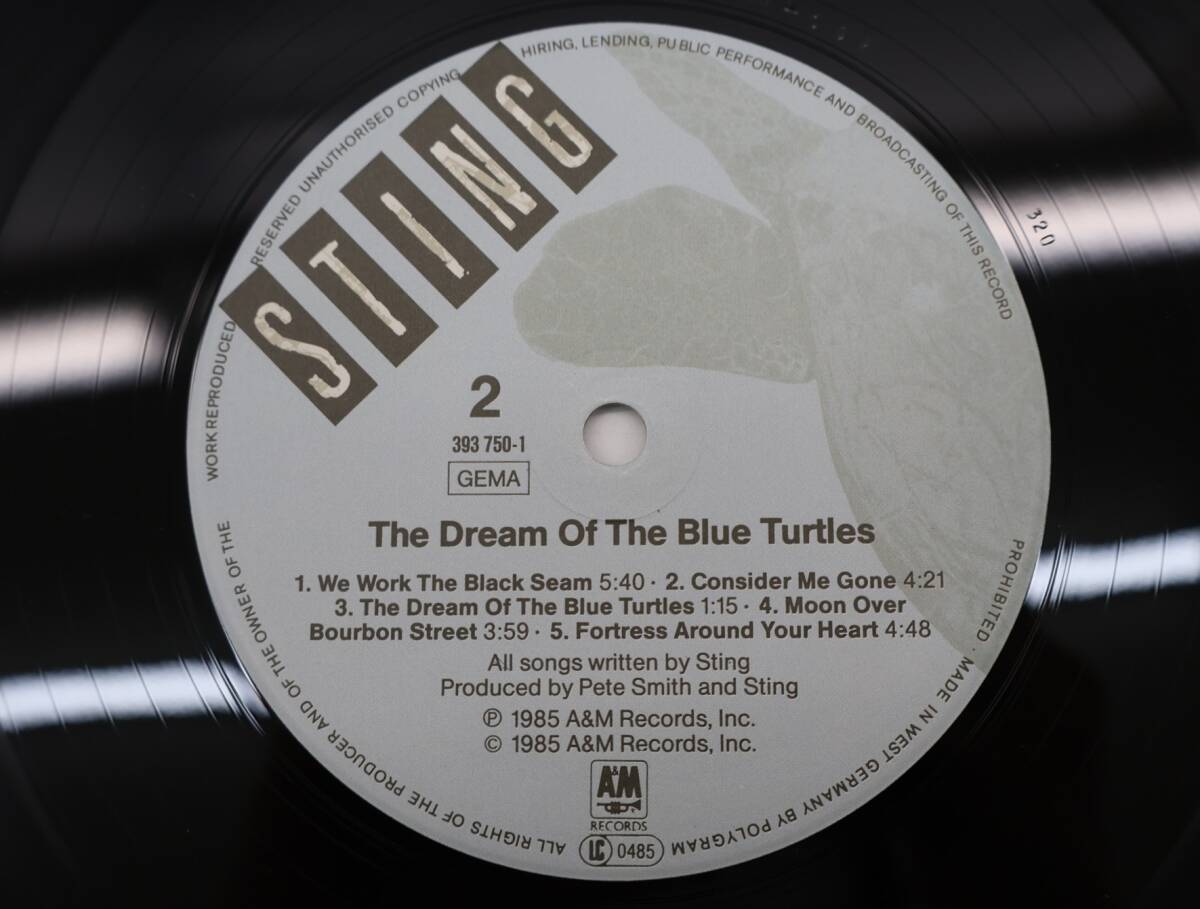 STING
2
393 750-1
GEMA
The Dream Of The Blue Turtles
1. We Work The Black Seam 5:40 · 2. Consider Me Gone 4:21
3. The Dream Of The Blue Turtles 1:15 · 4. Moon Over
Bourbon Street 3:59 · 5. Fortress Around Your Heart 4:48
All songs written by Sting
Produced by Pete Smith and Sting
℗ 1985 A&M Records, Inc.
© 1985 A&M Records, Inc.
A&M
RECORDS
LC 0485
ALL RIGHTS OF THE PRODUCER AND OF THE OWNER OF THE WORK REPRODUCED RESERVED UNAUTHORISED COPYING HIRING, LENDING, PUBLIC PERFORMANCE AND BROADCASTING OF THIS RECORD PROHIBITED · MADE IN WEST GERMANY BY POLYGRAM
320